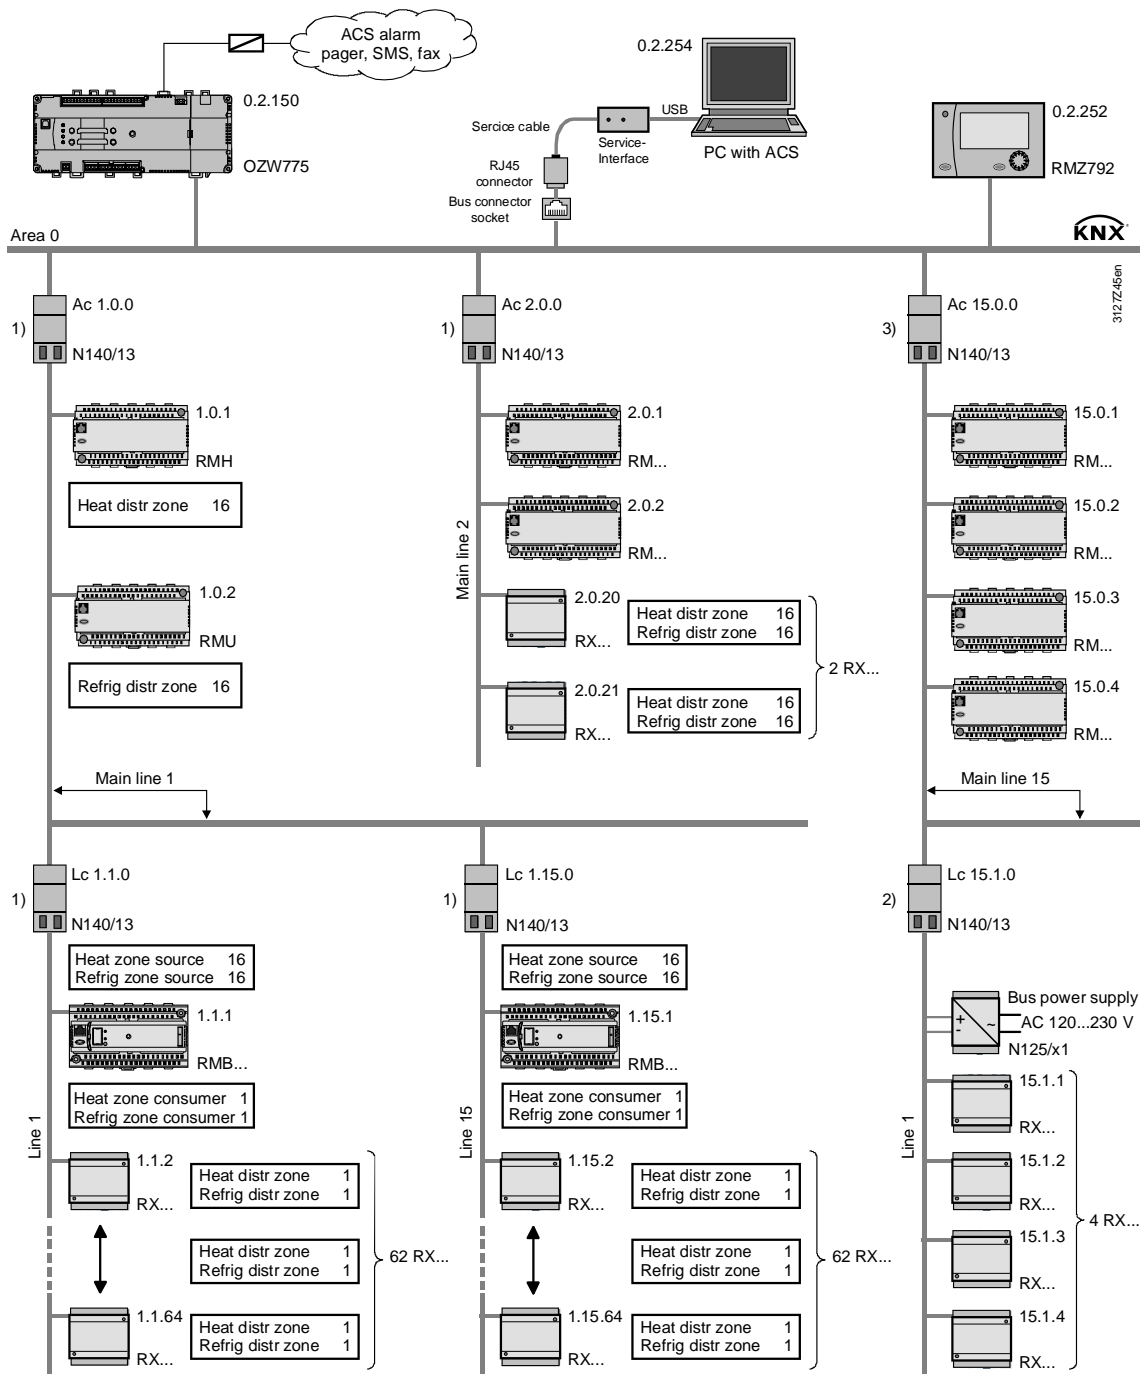 ACS alarm
pager, SMS, fax
0.2.150
OZW775
0.2.254
USB
Sercice cable
Service-
Interface
PC with ACS
RJ45
connector
Bus connector
socket
0.2.252
RMZ792
Area 0
KNX
3127Z45en
Ac 1.0.0
1)
N140/13
Ac 2.0.0
1)
N140/13
Ac 15.0.0
3)
N140/13
1.0.1
RMH
Heat distr zone 16
1.0.2
RMU
Refrig distr zone 16
Main line 2
2.0.1
RM...
2.0.2
RM...
2.0.20
RX...
Heat distr zone 16
Refrig distr zone 16
2.0.21
RX...
Heat distr zone 16
Refrig distr zone 16
2 RX...
15.0.1
RM...
15.0.2
RM...
15.0.3
RM...
15.0.4
RM...
Main line 1
Main line 15
Lc 1.1.0
1)
N140/13
Heat zone source 16
Refrig zone source 16
1.1.1
RMB...
Heat zone consumer 1
Refrig zone consumer 1
Line 1
1.1.2
RX...
Heat distr zone 1
Refrig distr zone 1
Heat distr zone 1
Refrig distr zone 1
62 RX...
1.1.64
RX...
Heat distr zone 1
Refrig distr zone 1
Lc 1.15.0
1)
N140/13
Heat zone source 16
Refrig zone source 16
1.15.1
RMB...
Heat zone consumer 1
Refrig zone consumer 1
Line 15
1.15.2
RX...
Heat distr zone 1
Refrig distr zone 1
Heat distr zone 1
Refrig distr zone 1
62 RX...
1.15.64
RX...
Heat distr zone 1
Refrig distr zone 1
Lc 15.1.0
2)
N140/13
Bus power supply
AC 120...230 V
N125/x1
Line 1
15.1.1
RX...
15.1.2
RX...
15.1.3
RX...
15.1.4
RX...
4 RX...